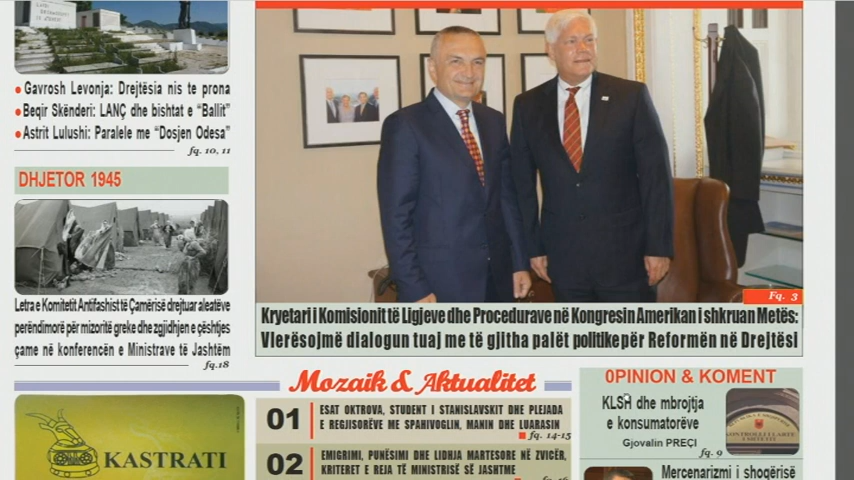 Gavrosh Levonja: Drejtësia nis te prona
Beqir Skënderi: LANÇ dhe bishtat e "Ballit"
Astrit Lulushi: Paralele me "Dosjen Odesa"
fq. 10, 11
DHJETOR 1945
Letra e Komitetit Antifashist të Çamërisë drejtuar aleatëve
perëndimorë për mizoritë greke dhe zgjidhjen e çështjes
çame në konferencën e Ministrave të Jashtëm
fq.18
KASTRATI
Fq. 3
Kryetari i Komisionit të Ligjeve dhe Procedurave në Kongresin Amerikan i shkruan Metës:
Vlerësojmë dialogun tuaj me të gjitha palët politike për Reformën në Drejtësi
Mozaik & Aktualitet
01
ESAT OKTROVA, STUDENT I STANISLAVSKIT DHE PLEJADA
E REGJISORËVE ME SPAHIVOGLIN, MANIN DHE LUARASIN
fq. 14-15
02
EMIGRIMI, PUNËSIMI DHE LIDHJA MARTESORE NË ZVICËR,
KRITERET E REJA TË MINISTRISË SË JASHTME
0PINION & KOMENT
KLSH dhe mbrojtja
e konsumatorëve
Gjovalin PREÇI
fq. 9
KONTROLLI I LARTË
I SHTETIT
Mercenarizmi i shoqërisë